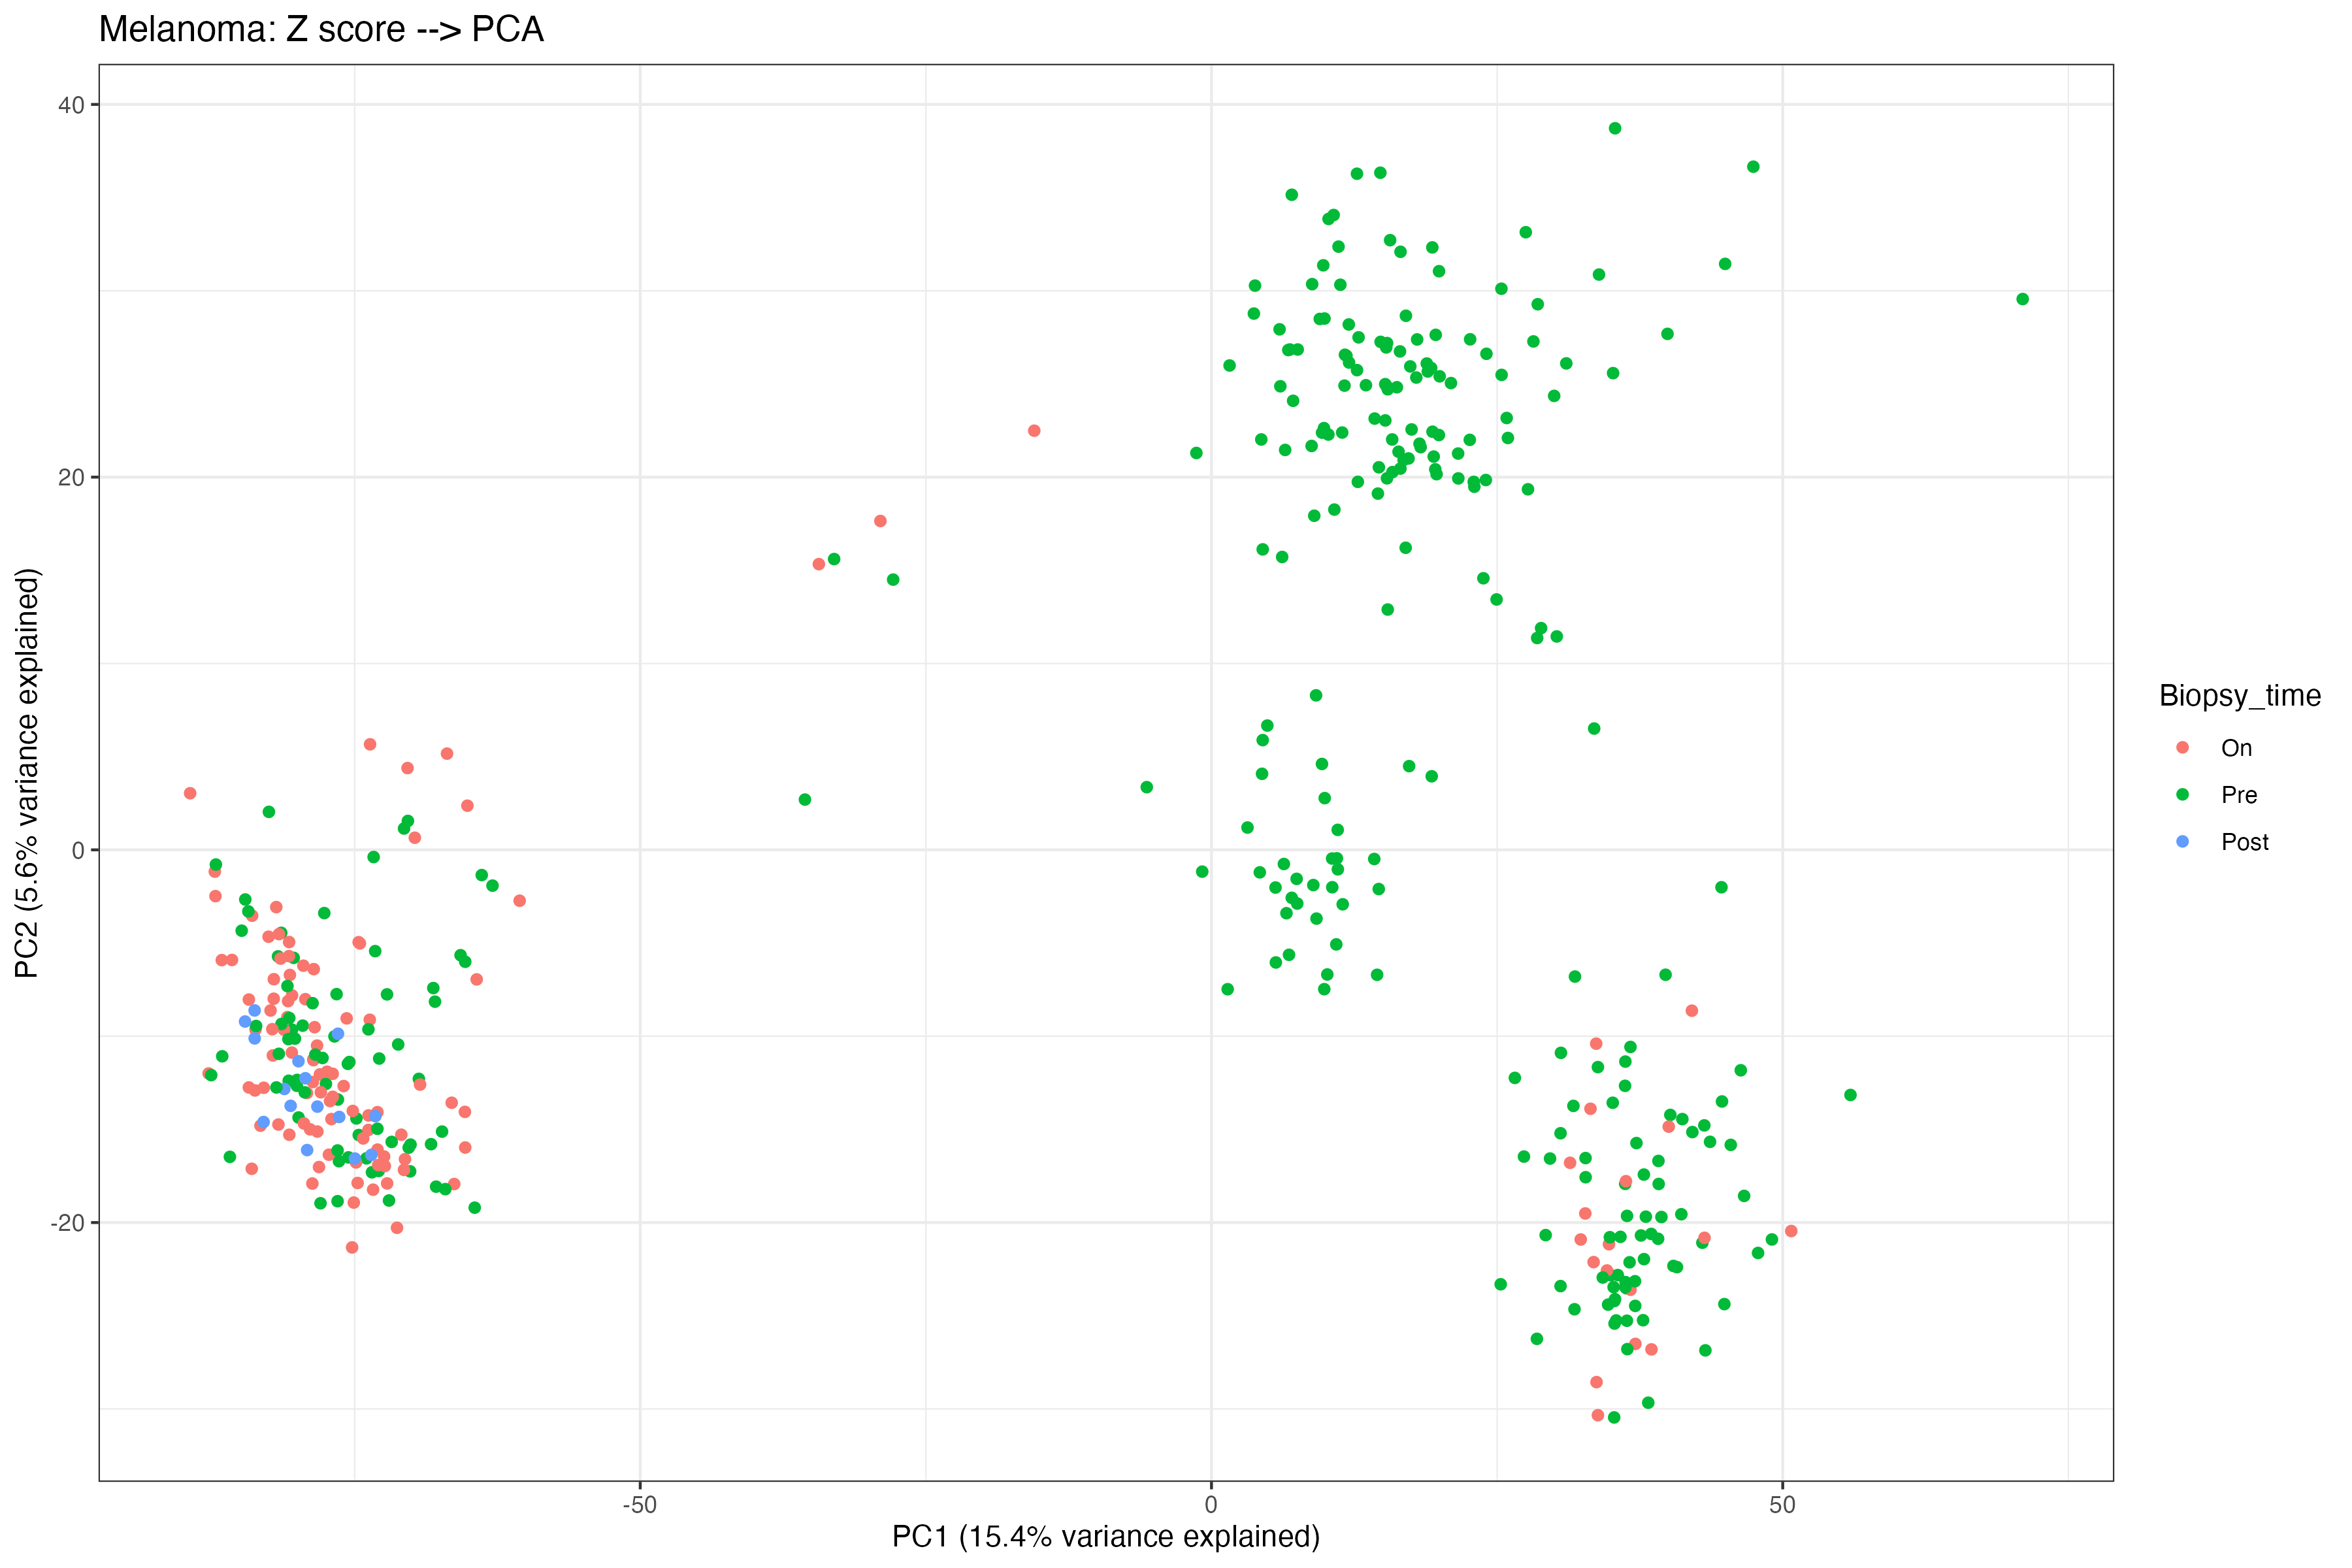 Melanoma: Z score --> PCA
40
20
0
-20
PC2 (5.6% variance explained)
-50
0
50
PC1 (15.4% variance explained)
Biopsy_time
On
Pre
Post